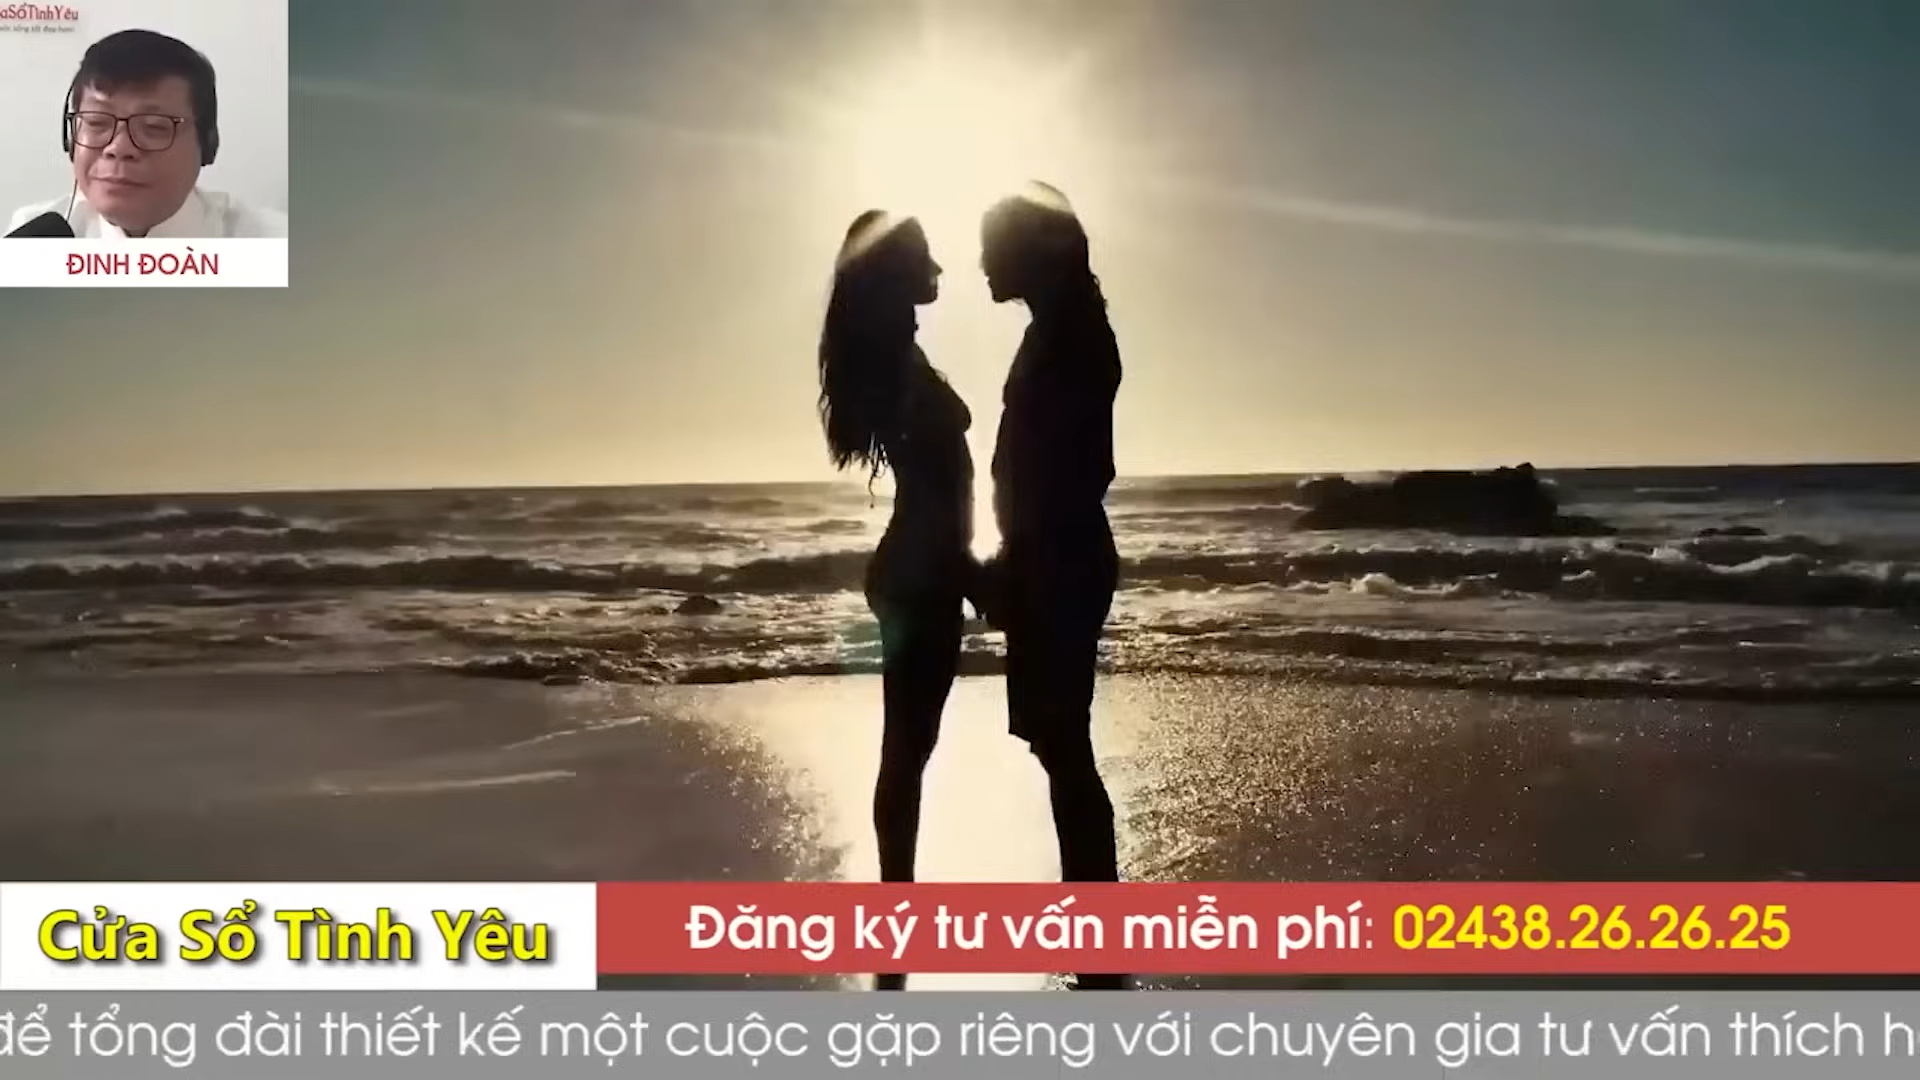 aSổTìnhYêu
ĐINH ĐOÀN
Cửa Sổ Tình Yêu
Đăng ký tư vấn miễn phí: 02438.26.26.25
để tổng đài thiết kế một cuộc gặp riêng với chuyên gia tư vấn thích h